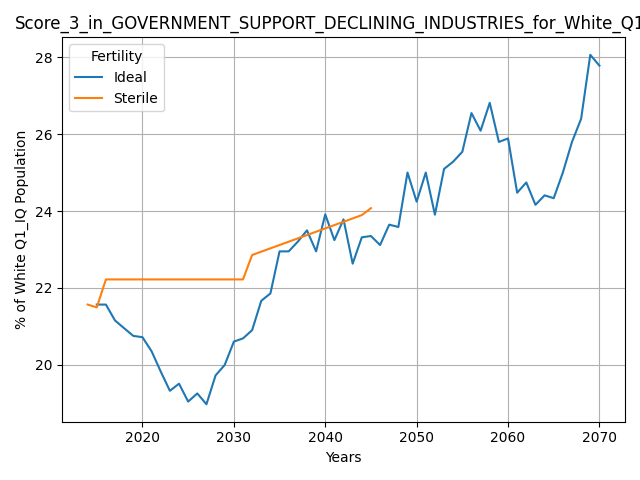 Score_3_in_GOVERNMENT_SUPPORT_DECLINING_INDUSTRIES_for_White_Q1
Fertility
Ideal
Sterile
% of White Q1_IQ Population
28
26
24
22
20
2020
2030
2040
2050
2060
2070
Years